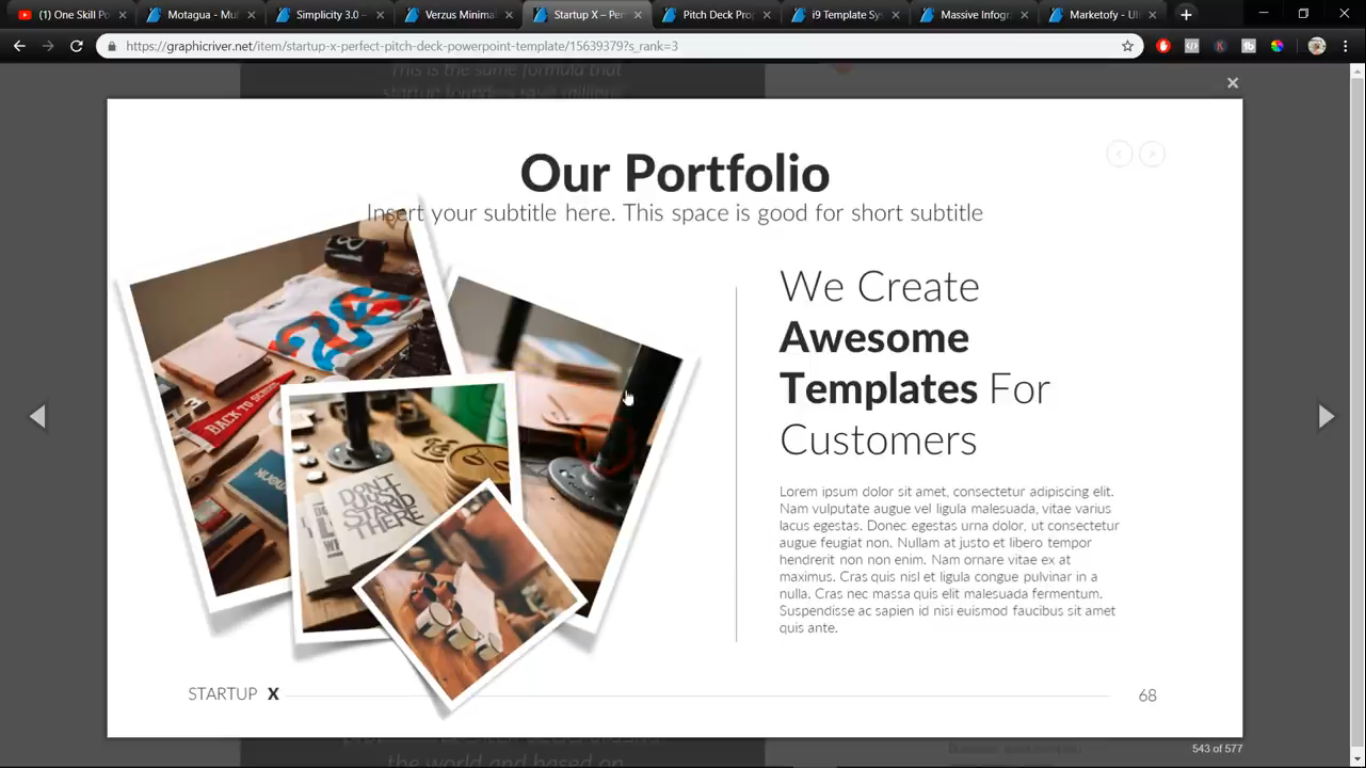 (1) One Skill Po
Motagua - Mul
Simplicity 3.0 –
Verzus Minima
Startup X – Per
Pitch Deck Pro
i9 Template Sy
Massive Infogr
Marketofy - Ul
https://graphicriver.net/item/startup-x-perfect-pitch-deck-powerpoint-template/15639379?s_rank=3
This is the same formula that
Our Portfolio
Insert your subtitle here. This space is good for short subtitle
BACK TO SCHOOL
DON'T
JUST
STAND
THERE
We Create
Awesome
Templates For
Customers
Lorem ipsum dolor sit amet, consectetur adipiscing elit.
Nam vulputate augue vel ligula malesuada, vitae varius
lacus egestas. Donec egestas urna dolor, ut consectetur
augue feugiat non. Nullam at justo et libero tempor
hendrerit non non enim. Nam ornare vitae ex at
maximus. Cras quis nisl et ligula congue pulvinar in a
nulla. Cras nec massa quis elit malesuada fermentum.
Suspendisse ac sapien id nisi euismod faucibus sit amet
quis ante.
STARTUP X
68
543 of 577
the world and based on